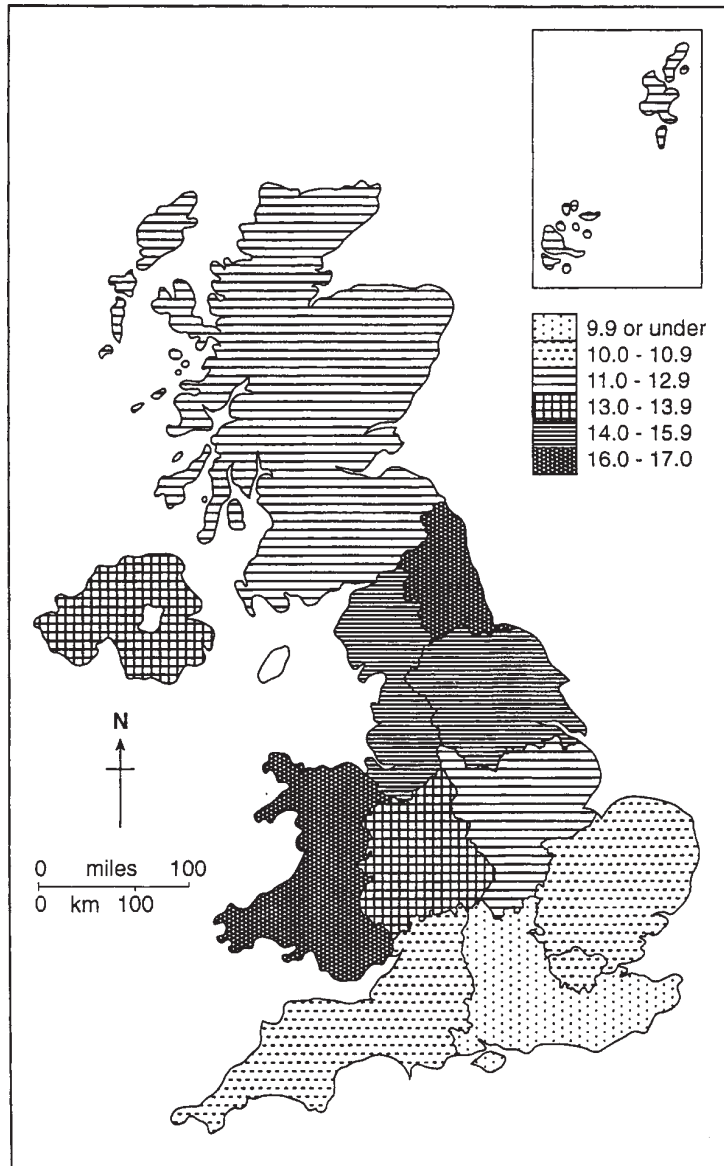 9.9 or under
10.0 - 10.9
11.0 - 12.9
13.0 - 13.9
14.0 - 15.9
16.0 - 17.0
N
0 miles 100
0 km 100